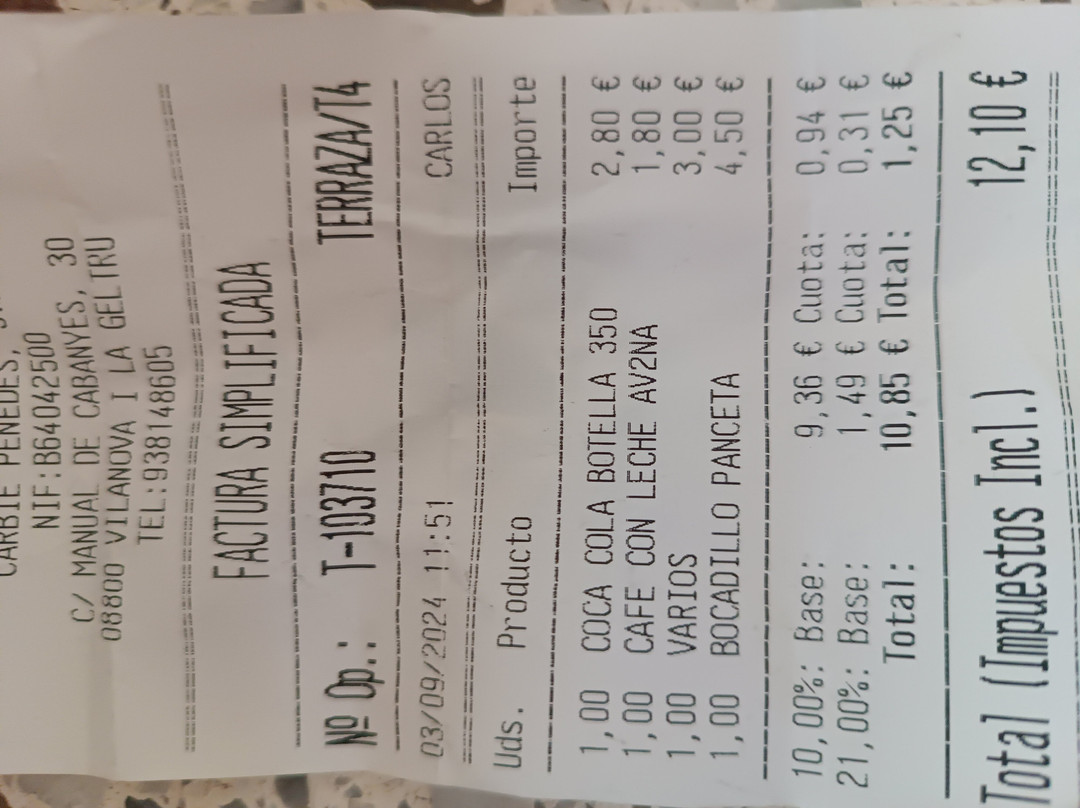 CARBIE PENEDES,
NIF:B64042500
C/ MANUAL DE CABANYES, 30
08800 VILANOVA I LA GELTRU
TEL:938148605
FACTURA SIMPLIFICADA
Nº Op.: T-103710 TERRAZA/T4
03/09/2024 11:51 CARLOS
Uds. Producto Importe
1,00 COCA COLA BOTELLA 350 2,80 €
1,00 CAFE CON LECHE AV2NA 1,80 €
1,00 VARIOS 3,00 €
1,00 BOCADILLO PANCETA 4,50 €
10,00%: Base: 9,36 € Cuota: 0,94 €
21,00%: Base: 1,49 € Cuota: 0,31 €
Total: 10,85 € Total: 1,25 €
Total (Impuestos Incl.) 12,10 €